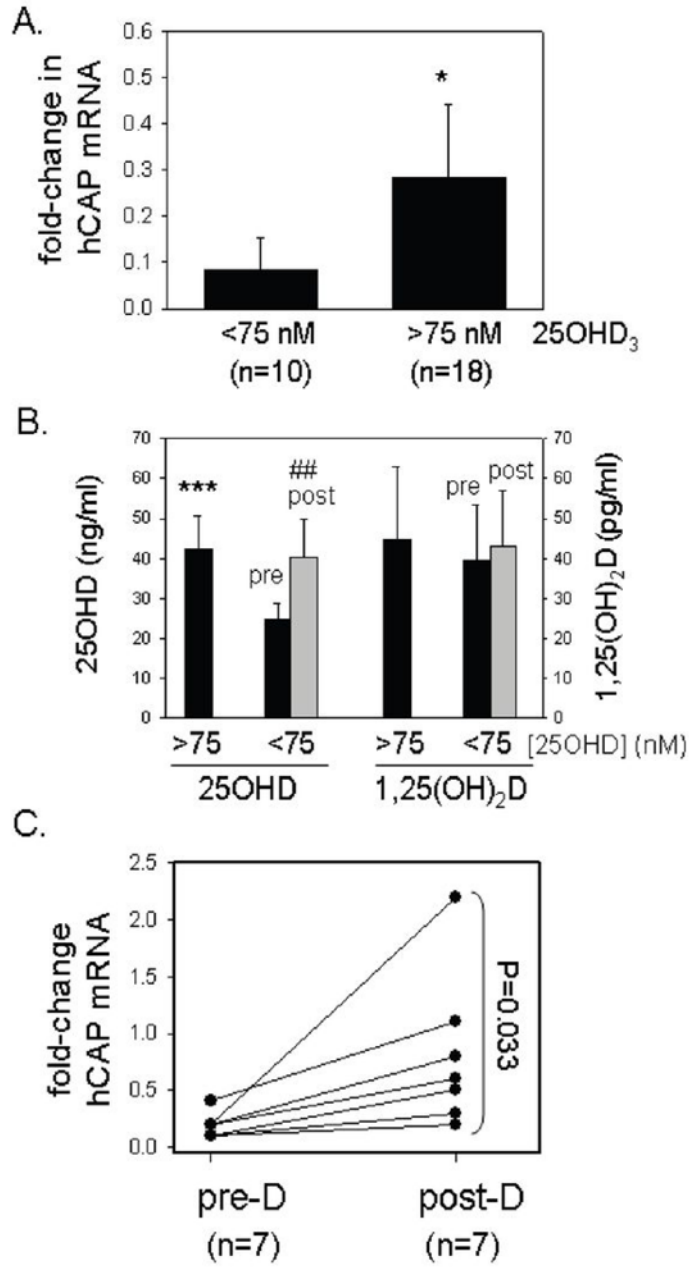 A.
fold-change in
hCAP mRNA
0.6
0.5
0.4
0.3
0.2
0.1
0.0
*
<75 nM >75 nM 25OHD₃
(n=10) (n=18)
B.
25OHD (ng/ml)
70
60
50
40
30
20
10
0
***
##
post
pre
pre
post
70
60
50
40
30
20
10
0
1,25(OH)₂D (pg/ml)
>75 <75 >75 <75 [25OHD] (nM)
25OHD 1,25(OH)₂D
C.
fold-change
hCAP mRNA
2.5
2.0
1.5
1.0
0.5
0.0
P=0.033
pre-D post-D
(n=7) (n=7)